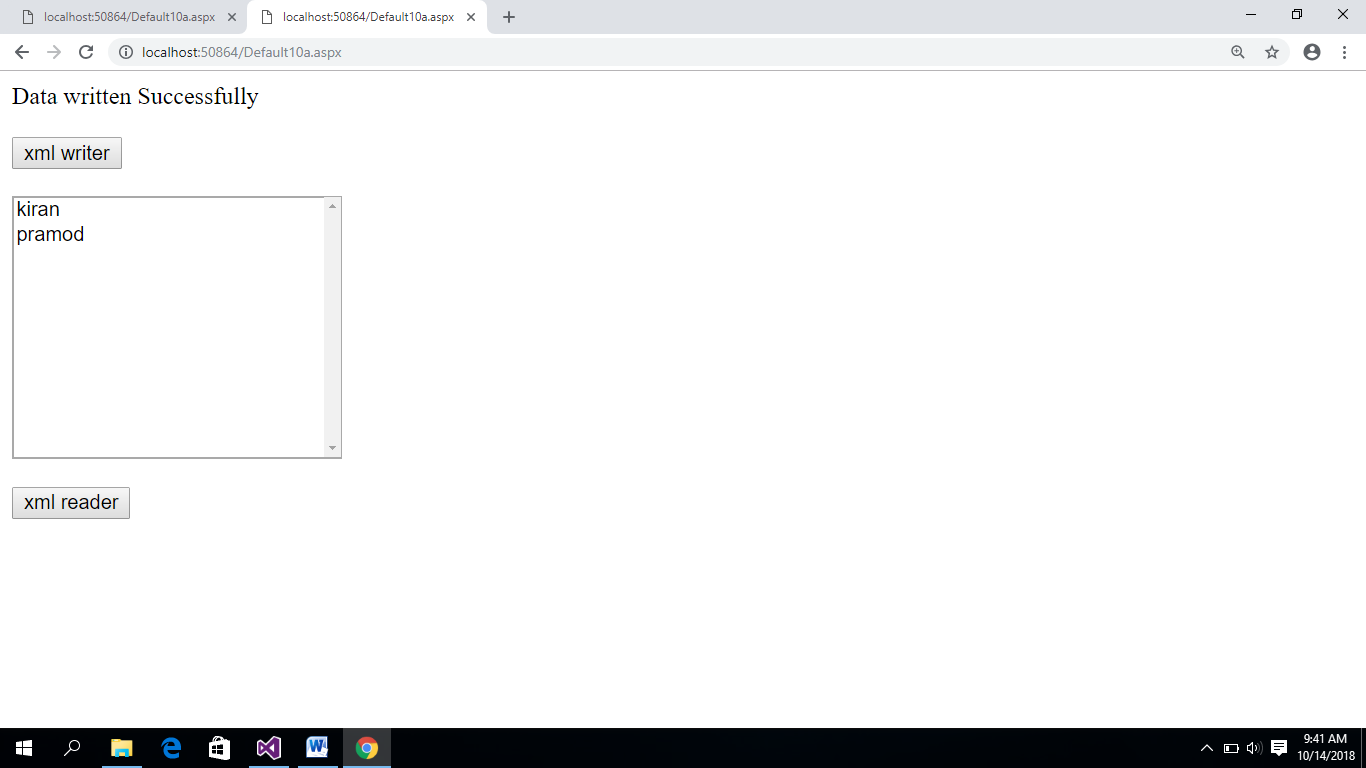 localhost:50864/Default10a.aspx
localhost:50864/Default10a.aspx
localhost:50864/Default10a.aspx
Data written Successfully
xml writer
kiran
pramod
xml reader
9:41 AM
10/14/2018